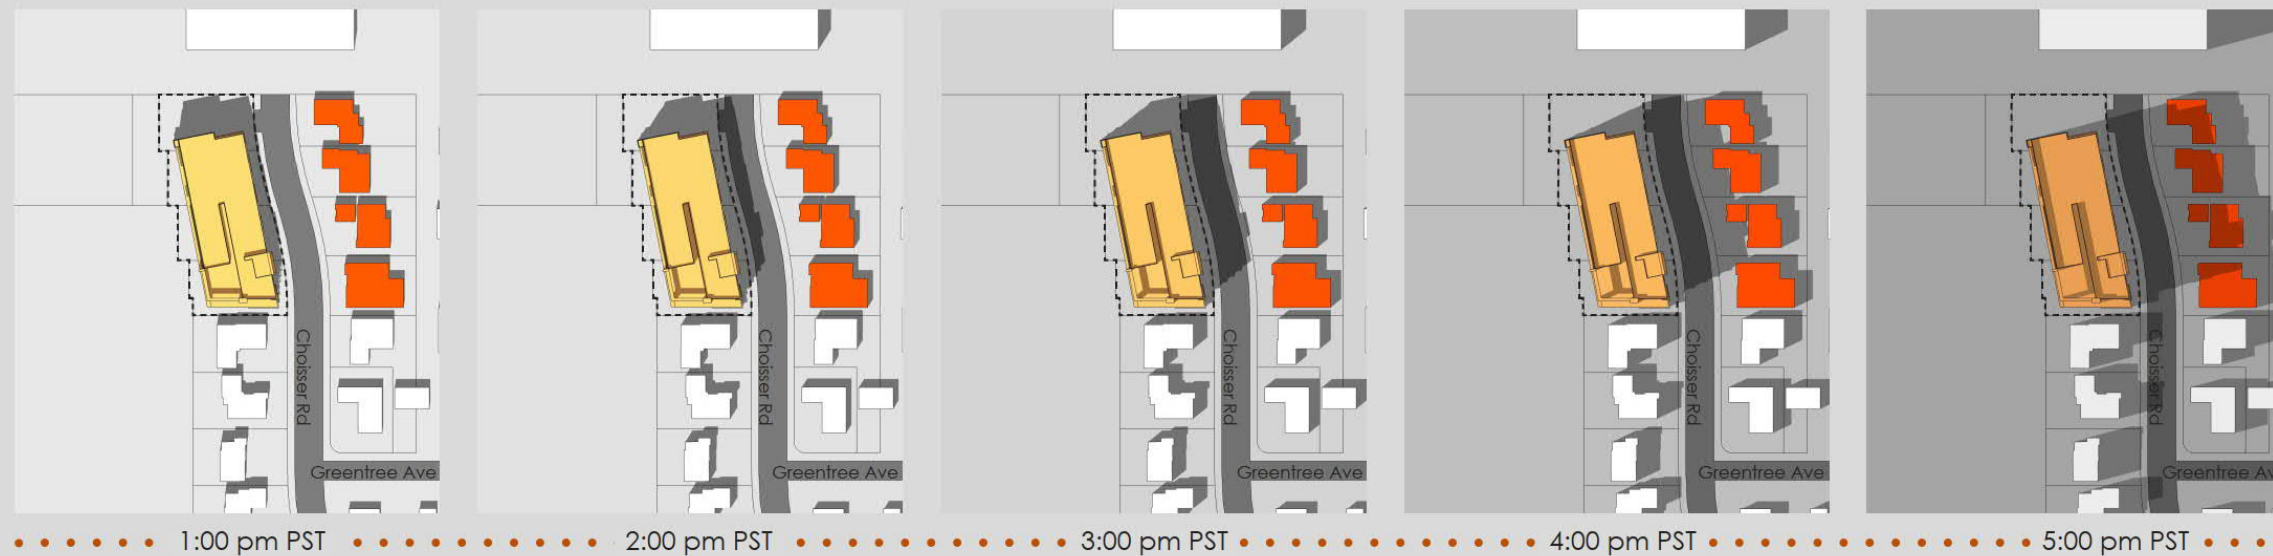 Choisser Rd
Greentree Ave
Choisser Rd
Greentree Ave
Choisser Rd
Greentree Ave
Choisser Rd
Greentree Ave
Choisser Rd
Greentree Av
1:00 pm PST
2:00 pm PST
3:00 pm PST
4:00 pm PST
5:00 pm PST